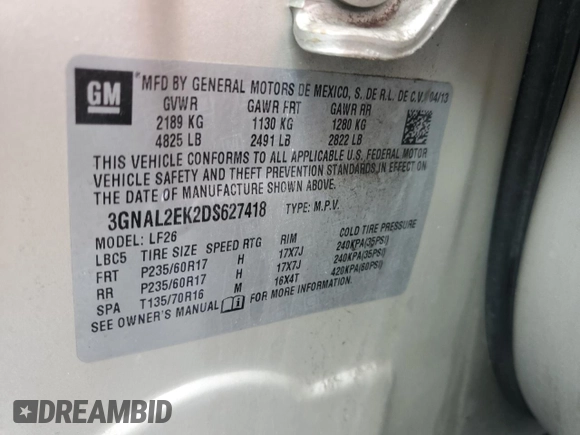 GM
*MFD BY GENERAL MOTORS DE MEXICO, S. DE R.L. DE C.V. 04/13
GVWR GAWR FRT GAWR RR
2189 KG 1130 KG 1280 KG
4825 LB 2491 LB 2822 LB
THIS VEHICLE CONFORMS TO ALL APPLICABLE U.S. FEDERAL MOTOR
VEHICLE SAFETY AND THEFT PREVENTION STANDARDS IN EFFECT ON
THE DATE OF MANUFACTURE SHOWN ABOVE.
3GNAL2EK2DS627418 TYPE: M.P.V.
MODEL: LF26
LBC5 TIRE SIZE SPEED RTG RIM COLD TIRE PRESSURE
FRT P235/60R17 H 17X7J 240KPA(35PSI)
RR P235/60R17 H 17X7J 240KPA(35PSI)
SPA T135/70R16 M 16X4T 420KPA(60PSI)
SEE OWNER'S MANUAL FOR MORE INFORMATION.
DREAMBID